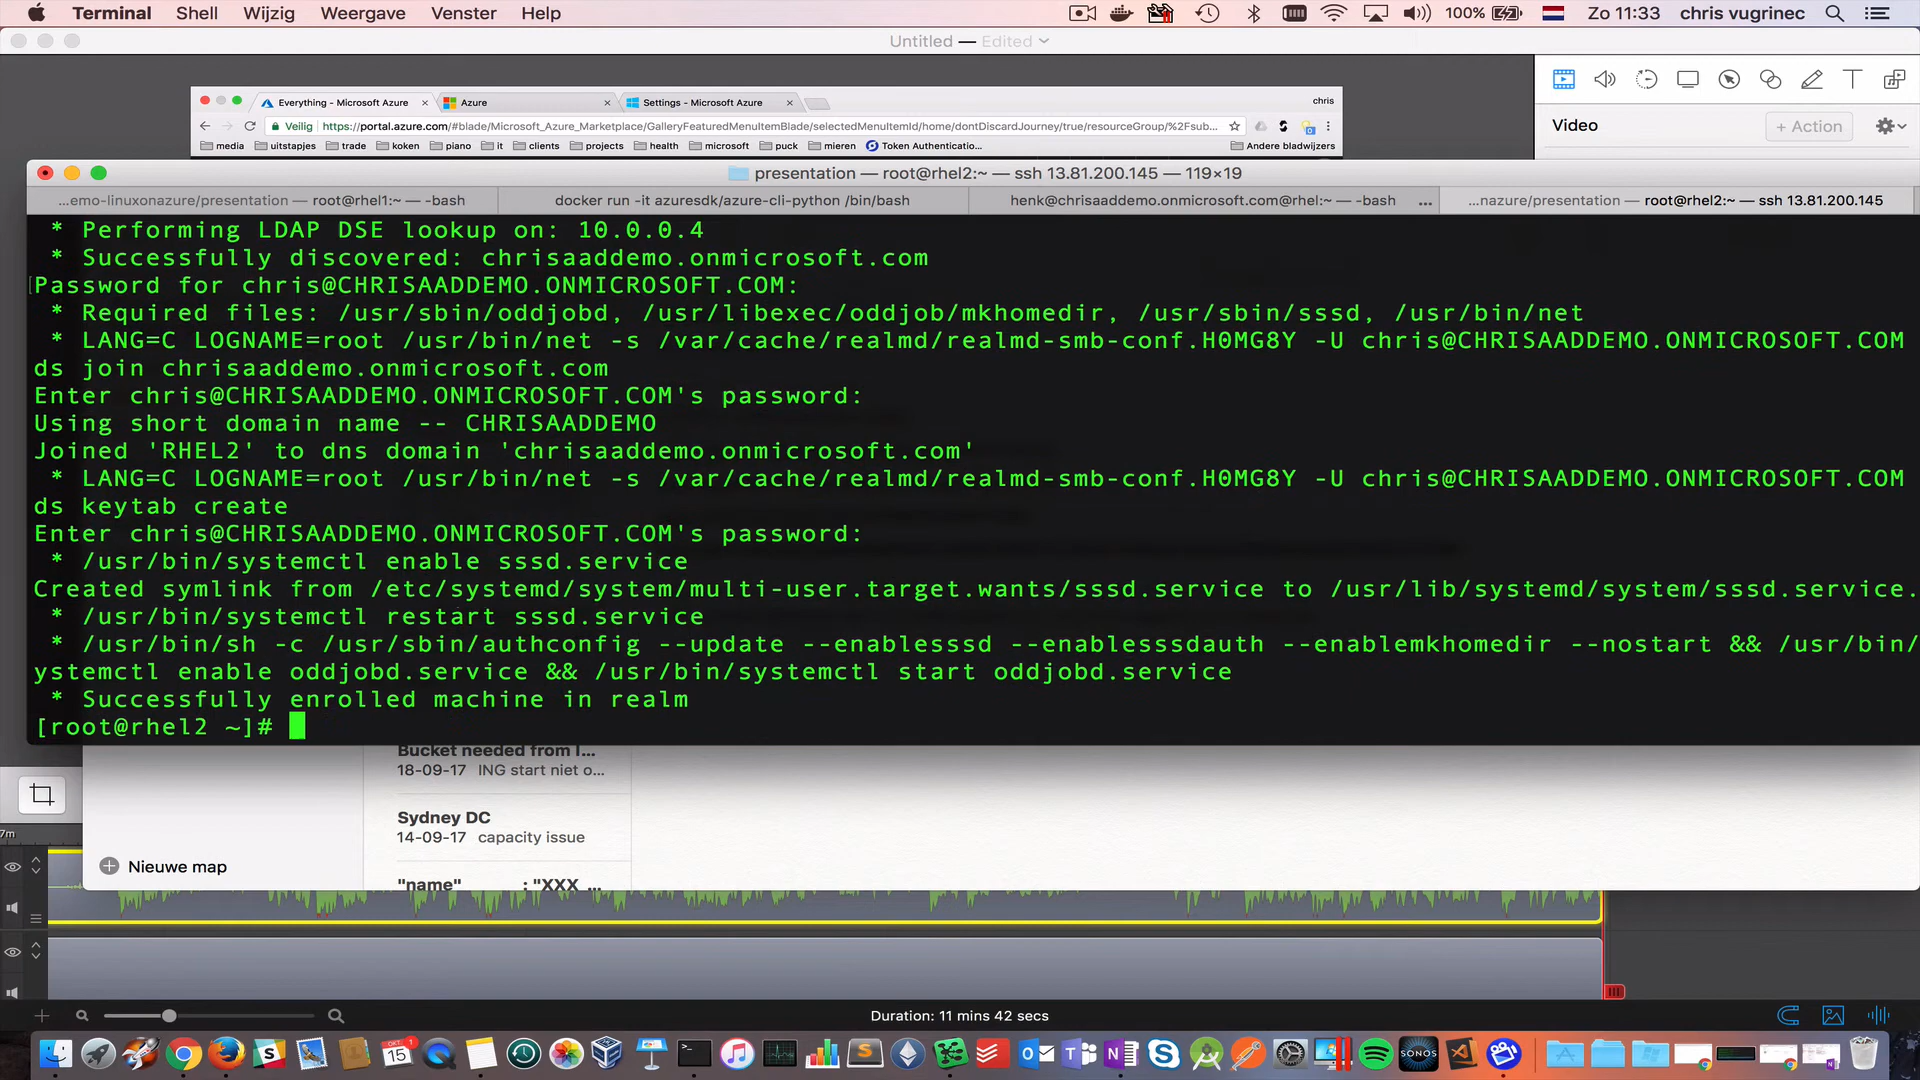 Terminal Shell Wijzig Weergave Venster Help 100% Zo 11:33 chris vugrinec
Untitled — Edited
Everything - Microsoft Azure Azure Settings - Microsoft Azure chris
Veilig https://portal.azure.com/#blade/Microsoft_Azure_Marketplace/GalleryFeaturedMenuItemBlade/selectedMenuItemId/home/dontDiscardJourney/true/resourceGroup/%2Fsub...
media uitstapjes trade koken piano it clients projects health microsoft puck mieren Token Authenticatio... Andere bladwijzers
Video + Action
presentation — root@rhel2:~ — ssh 13.81.200.145 — 119×19
...emo-linuxonazure/presentation — root@rhel1:~ — -bash docker run -it azuresdk/azure-cli-python /bin/bash henk@chrisaaddemo.onmicrosoft.com@rhel:~ — -bash ... ...nazure/presentation — root@rhel2:~ — ssh 13.81.200.145
* Performing LDAP DSE lookup on: 10.0.0.4
* Successfully discovered: chrisaaddemo.onmicrosoft.com
Password for chris@CHRISAADDEMO.ONMICROSOFT.COM:
* Required files: /usr/sbin/oddjobd, /usr/libexec/oddjob/mkhomedir, /usr/sbin/sssd, /usr/bin/net
* LANG=C LOGNAME=root /usr/bin/net -s /var/cache/realmd/realmd-smb-conf.H0MG8Y -U chris@CHRISAADDEMO.ONMICROSOFT.COM
ds join chrisaaddemo.onmicrosoft.com
Enter chris@CHRISAADDEMO.ONMICROSOFT.COM's password:
Using short domain name -- CHRISAADDEMO
Joined 'RHEL2' to dns domain 'chrisaaddemo.onmicrosoft.com'
* LANG=C LOGNAME=root /usr/bin/net -s /var/cache/realmd/realmd-smb-conf.H0MG8Y -U chris@CHRISAADDEMO.ONMICROSOFT.COM
ds keytab create
Enter chris@CHRISAADDEMO.ONMICROSOFT.COM's password:
* /usr/bin/systemctl enable sssd.service
Created symlink from /etc/systemd/system/multi-user.target.wants/sssd.service to /usr/lib/systemd/system/sssd.service.
* /usr/bin/systemctl restart sssd.service
* /usr/bin/sh -c /usr/sbin/authconfig --update --enablesssd --enablesssdauth --enablemkhomedir --nostart && /usr/bin/
ystemctl enable oddjobd.service && /usr/bin/systemctl start oddjobd.service
* Successfully enrolled machine in realm
[root@rhel2 ~]#
Bucket needed from I...
18-09-17 ING start niet o...
Sydney DC
14-09-17 capacity issue
"name" : "XXX ...
Nieuwe map
7m
Duration: 11 mins 42 secs
OKT 15
SONOS